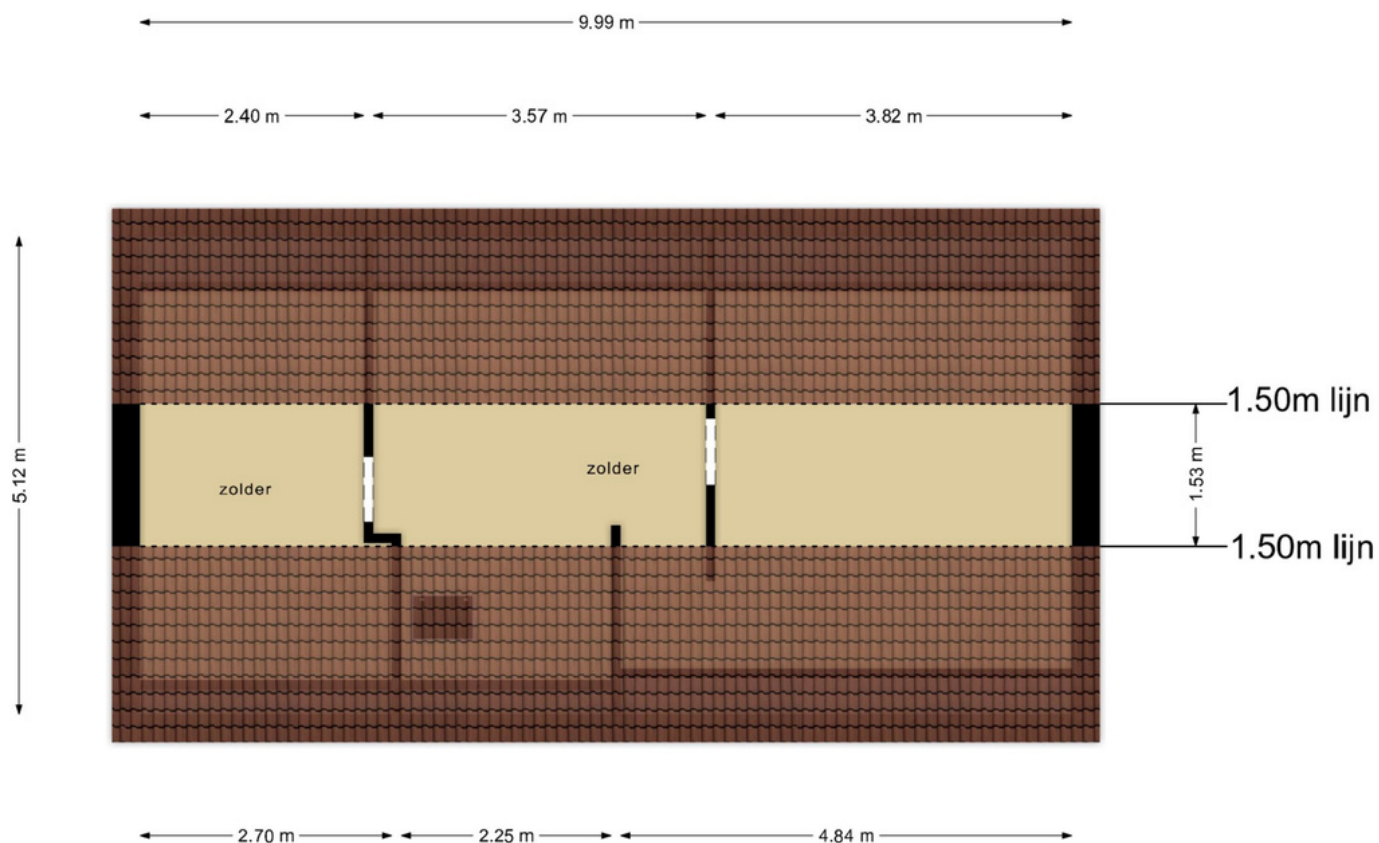 9.99 m
2.40 m
3.57 m
3.82 m
1.50m lijn
5.12 m
1.53 m
zolder
zolder
1.50m lijn
2.70 m
2.25 m
4.84 m